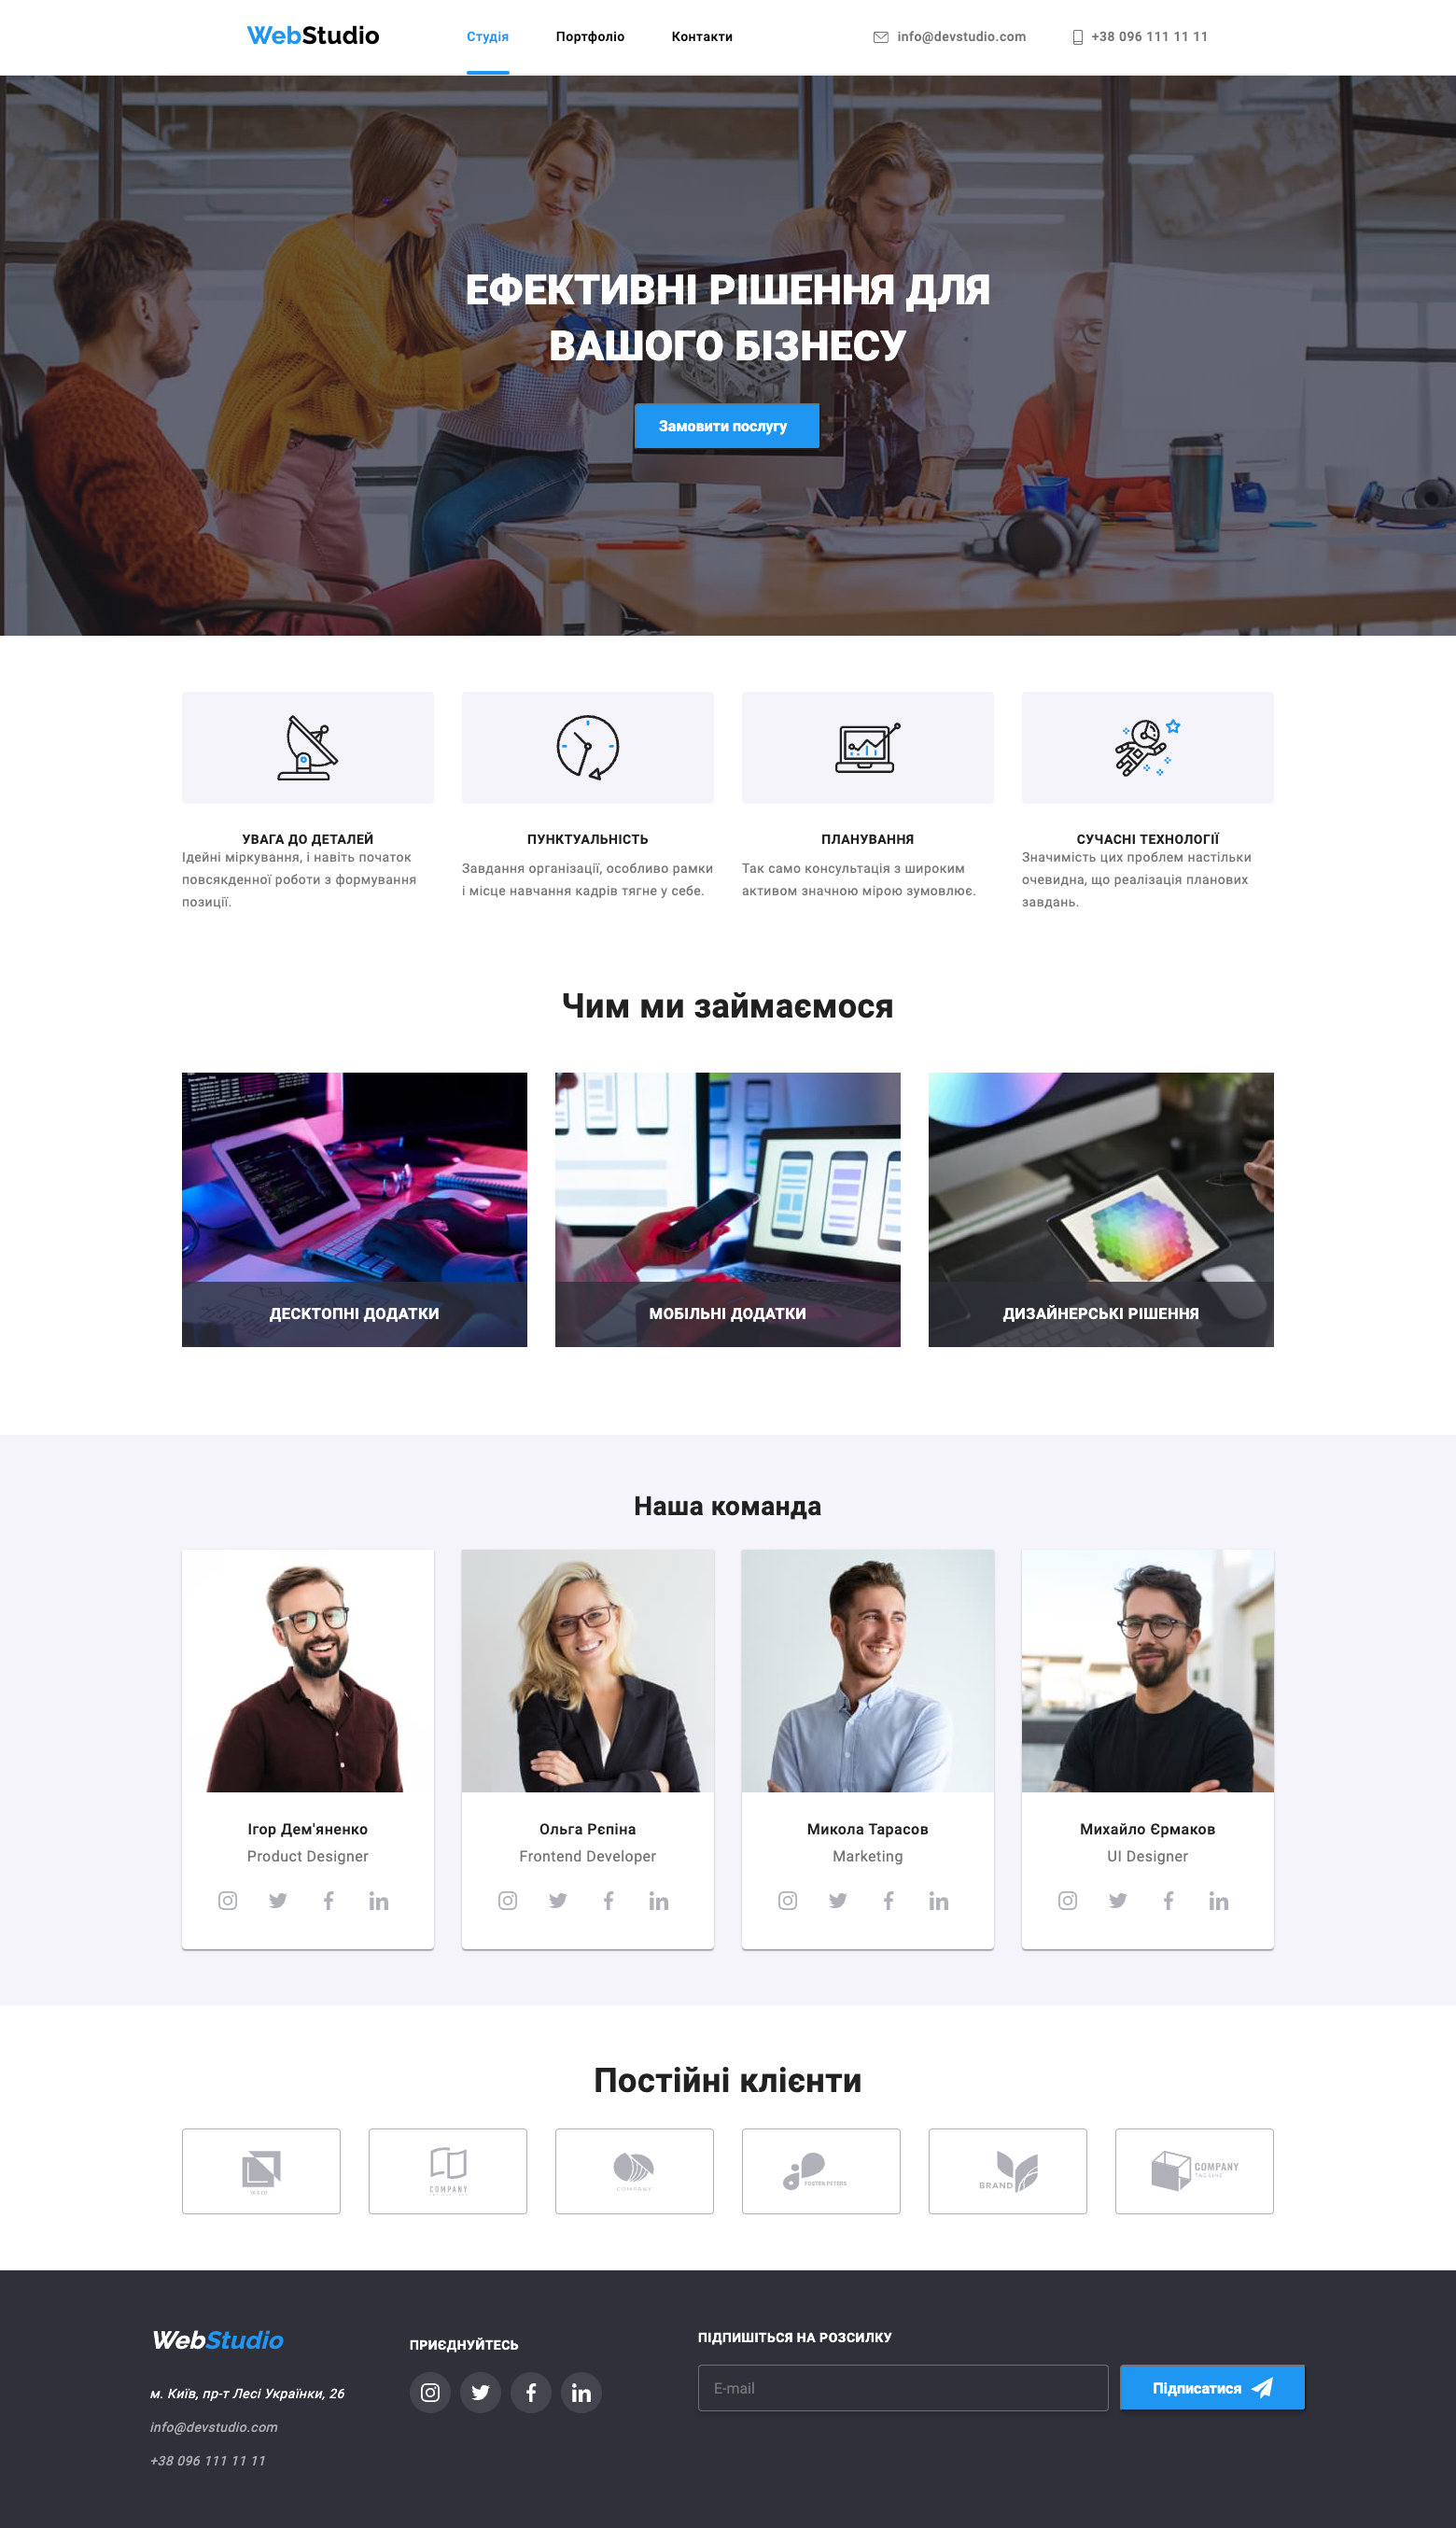 WebStudio
Студія
Портфоліо
Контакти
info@devstudio.com
+38 096 111 11 11
ЕФЕКТИВНІ РІШЕННЯ ДЛЯ
ВАШОГО БІЗНЕСУ
Замовити послугу
УВАГА ДО ДЕТАЛЕЙ
Ідейні міркування, і навіть початок
повсякденної роботи з формування
позиції.
ПУНКТУАЛЬНІСТЬ
Завдання організації, особливо рамки
і місце навчання кадрів тягне у себе.
ПЛАНУВАННЯ
Так само консультація з широким
активом значною мірою зумовлює.
СУЧАСНІ ТЕХНОЛОГІЇ
Значимість цих проблем настільки
очевидна, що реалізація планових
завдань.
Чим ми займаємося
ДЕСКТОПНІ ДОДАТКИ
МОБІЛЬНІ ДОДАТКИ
ДИЗАЙНЕРСЬКІ РІШЕННЯ
Наша команда
Ігор Дем'яненко
Product Designer
Ольга Рєпіна
Frontend Developer
Микола Тарасов
Marketing
Михайло Єрмаков
UI Designer
Постійні клієнти
COMPANY
COMPANY
BRAND
COMPANY
TAG LINE
WebStudio
м. Київ, пр-т Лесі Українки, 26
info@devstudio.com
+38 096 111 11 11
ПРИЄДНУЙТЕСЬ
ПІДПИШІТЬСЯ НА РОЗСИЛКУ
E-mail
Підписатися